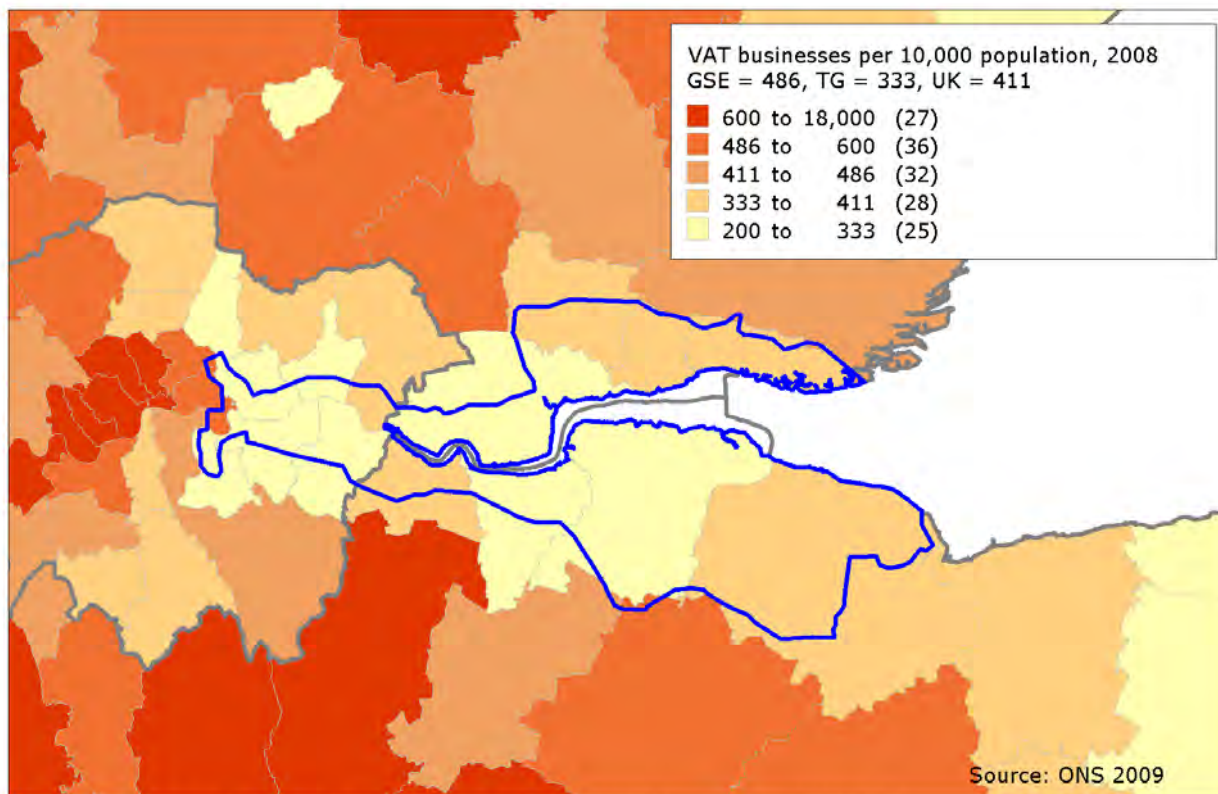 VAT businesses per 10,000 population, 2008
GSE = 486, TG = 333, UK = 411
600 to 18,000 (27)
486 to 600 (36)
411 to 486 (32)
333 to 411 (28)
200 to 333 (25)
Source: ONS 2009